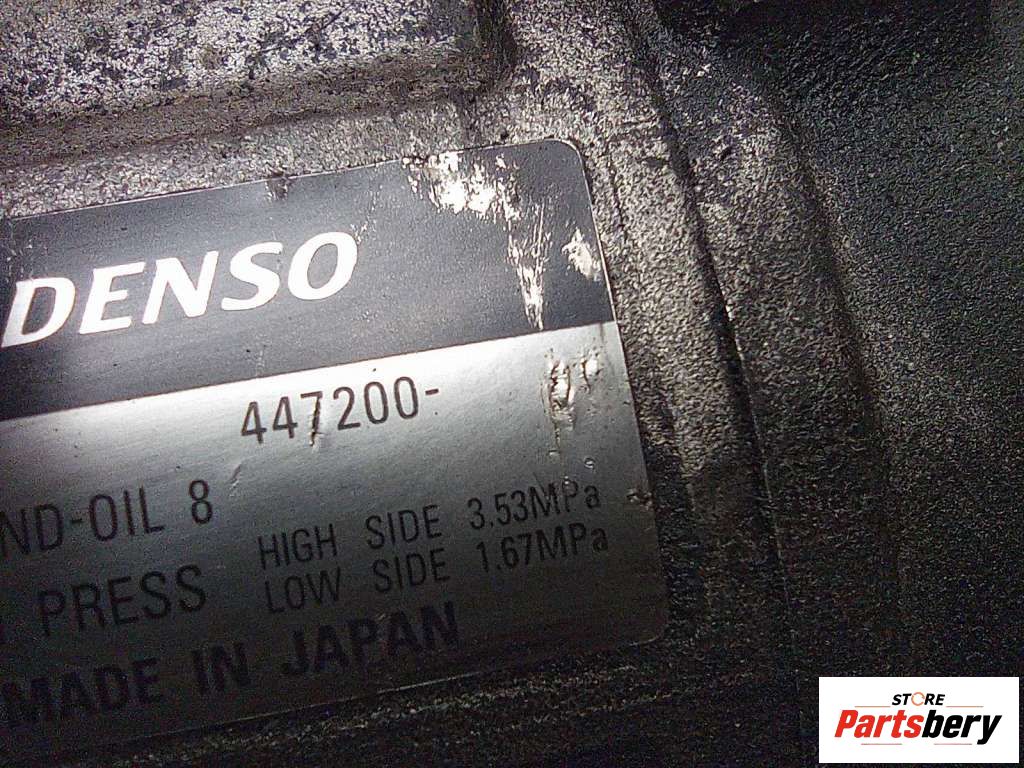 DENSO
447200-
ND-OIL 8
PRESS HIGH SIDE 3.53MPa
LOW SIDE 1.67MPa
MADE IN JAPAN
STORE
Partsbery